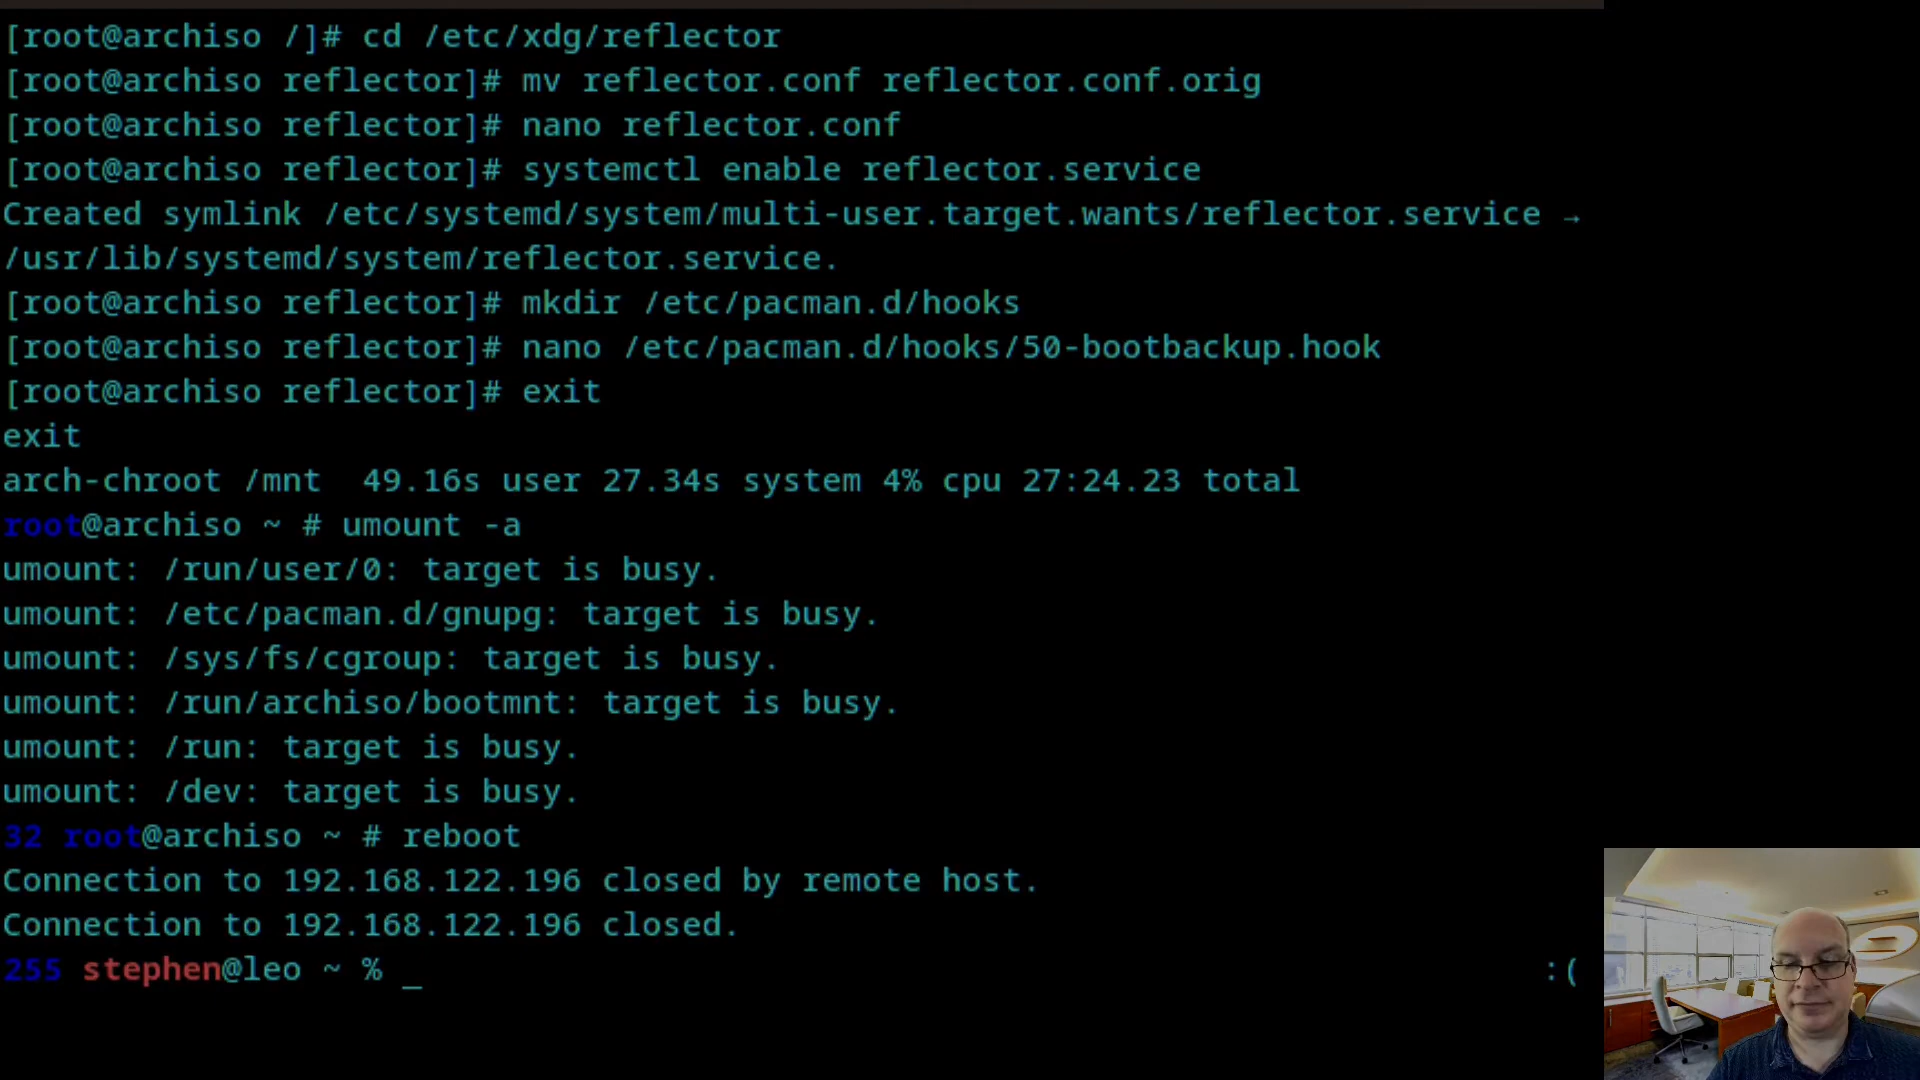 [root@archiso /]# cd /etc/xdg/reflector
[root@archiso reflector]# mv reflector.conf reflector.conf.orig
[root@archiso reflector]# nano reflector.conf
[root@archiso reflector]# systemctl enable reflector.service
Created symlink /etc/systemd/system/multi-user.target.wants/reflector.service →
/usr/lib/systemd/system/reflector.service.
[root@archiso reflector]# mkdir /etc/pacman.d/hooks
[root@archiso reflector]# nano /etc/pacman.d/hooks/50-bootbackup.hook
[root@archiso reflector]# exit
exit
arch-chroot /mnt  49.16s user 27.34s system 4% cpu 27:24.23 total
root@archiso ~ # umount -a
umount: /run/user/0: target is busy.
umount: /etc/pacman.d/gnupg: target is busy.
umount: /sys/fs/cgroup: target is busy.
umount: /run/archiso/bootmnt: target is busy.
umount: /run: target is busy.
umount: /dev: target is busy.
32 root@archiso ~ # reboot
Connection to 192.168.122.196 closed by remote host.
Connection to 192.168.122.196 closed.
255 stephen@leo ~ % _ :(